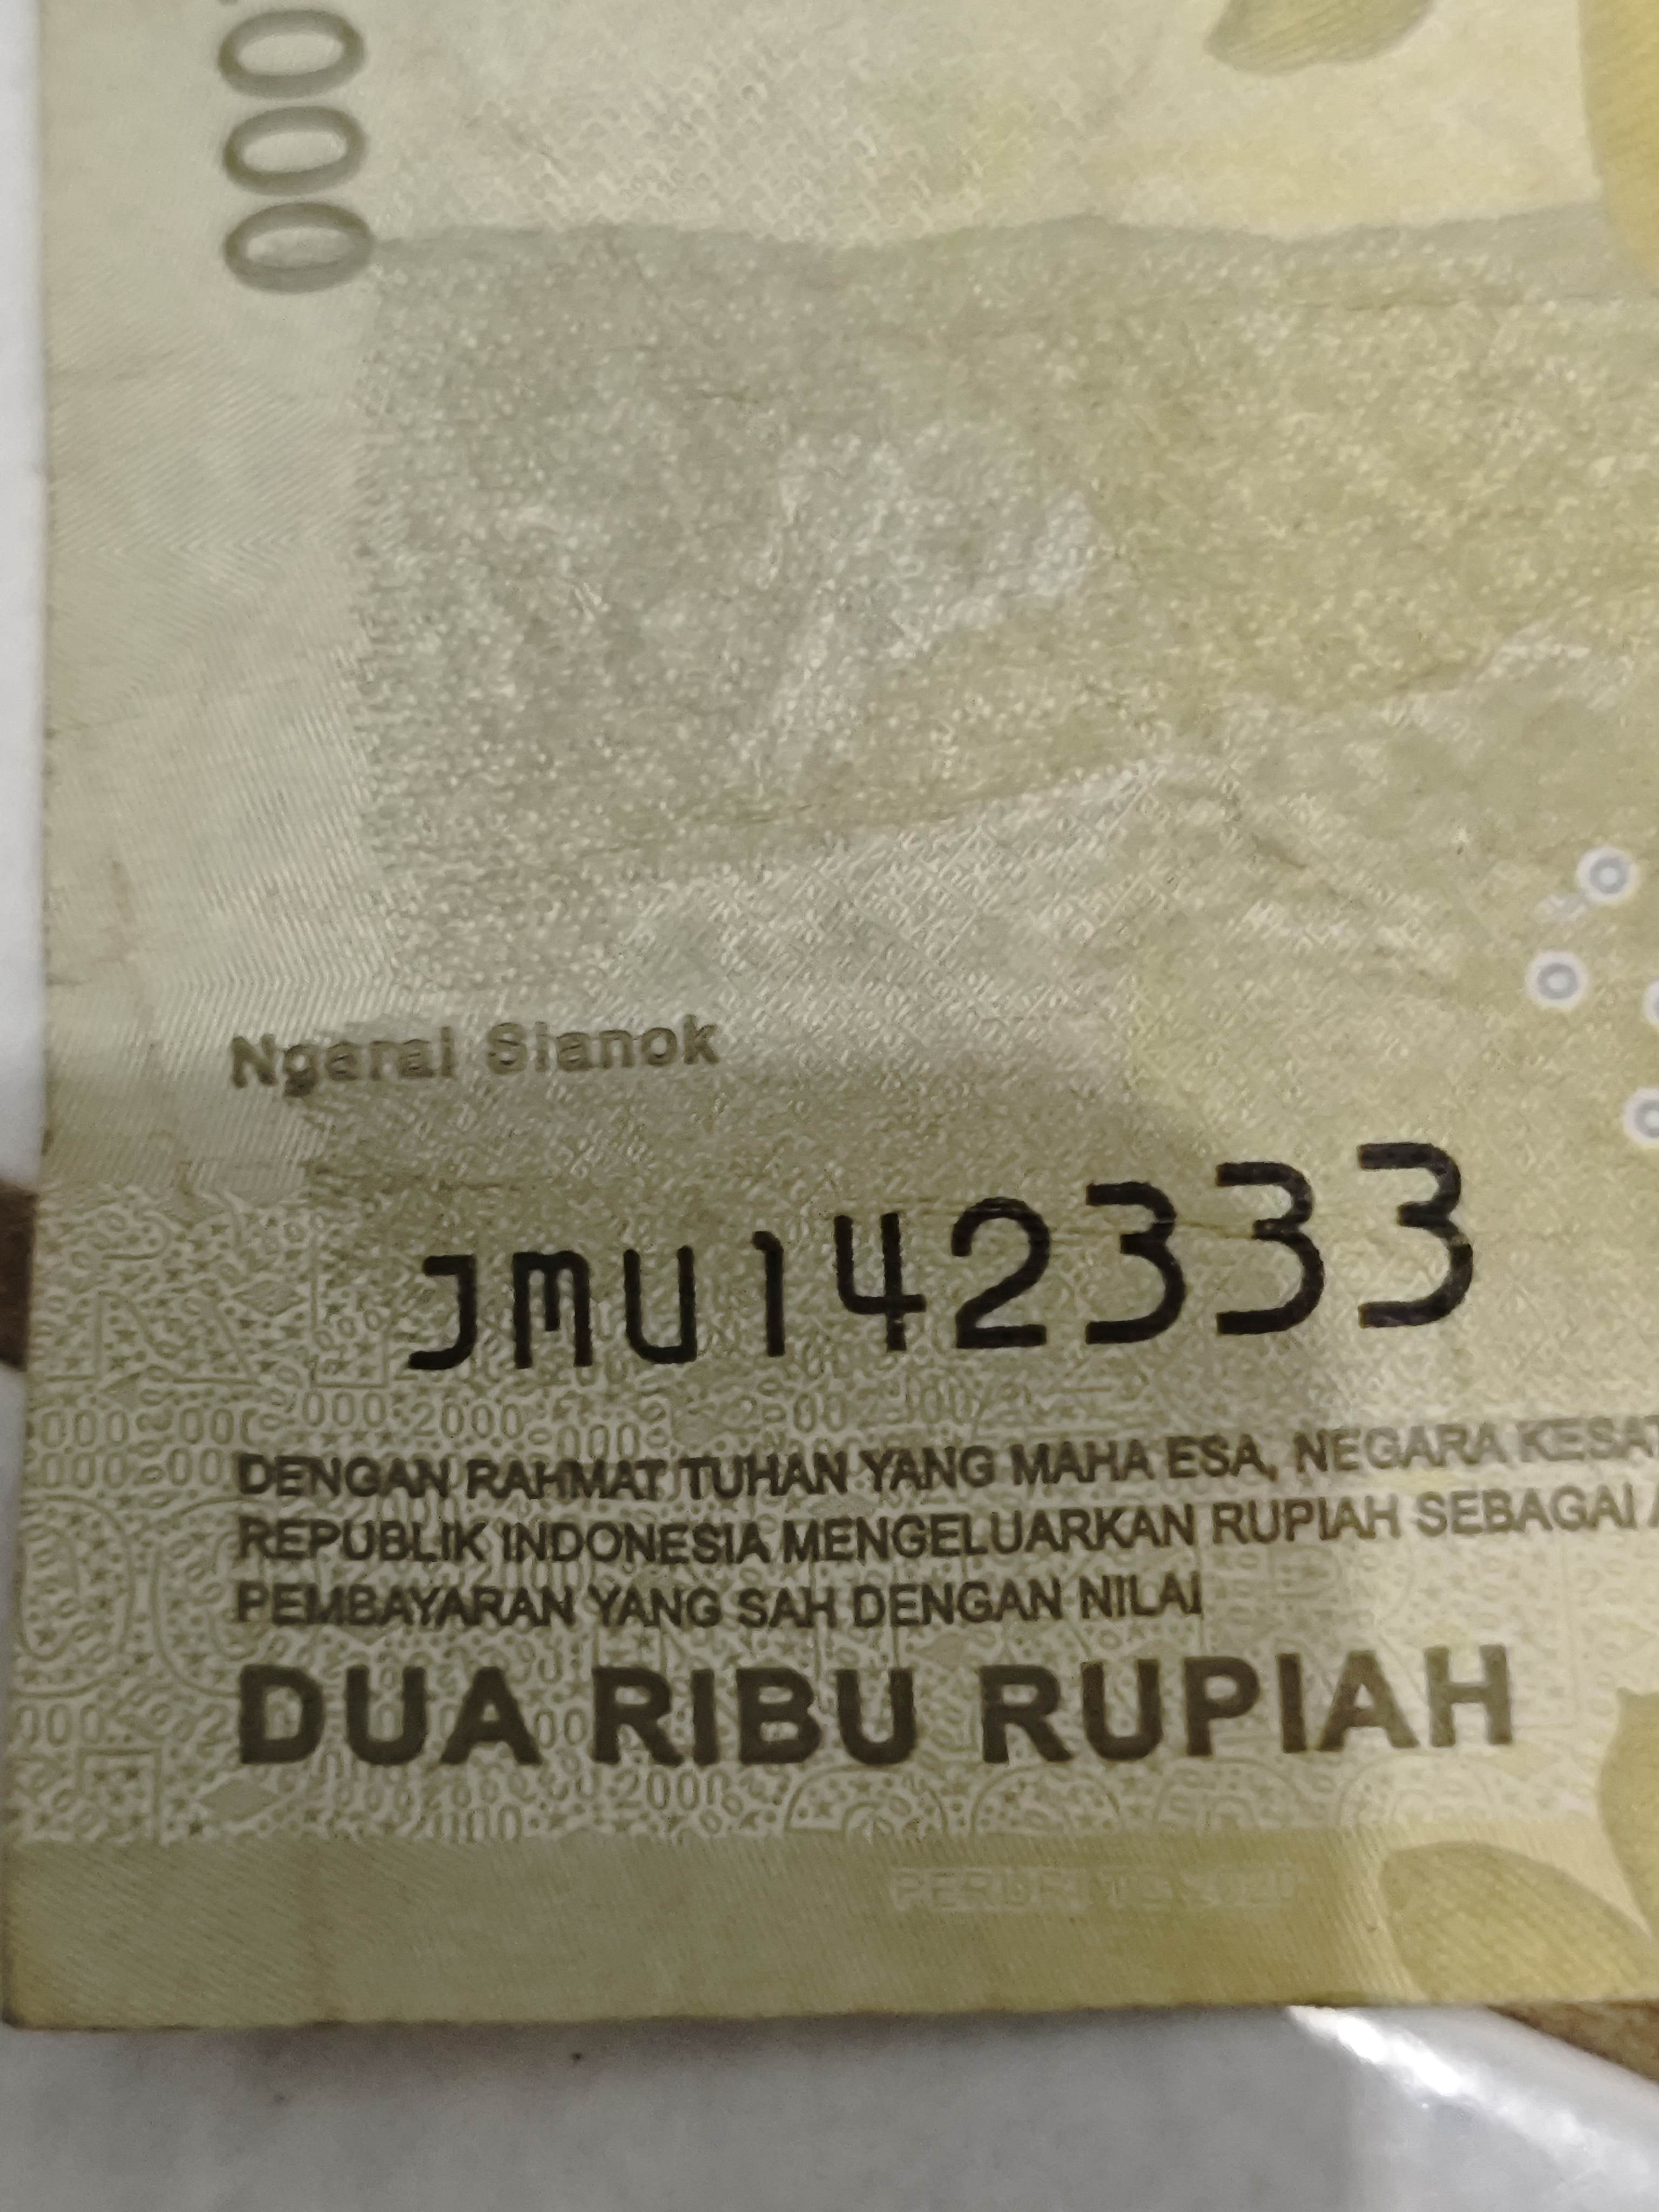 000
Ngarai Sianok
JMU142333
DENGAN RAHMAT TUHAN YANG MAHA ESA, NEGARA KESAT
REPUBLIK INDONESIA MENGELUARKAN RUPIAH SEBAGAI A
PEMBAYARAN YANG SAH DENGAN NILAI
DUA RIBU RUPIAH
PERURI